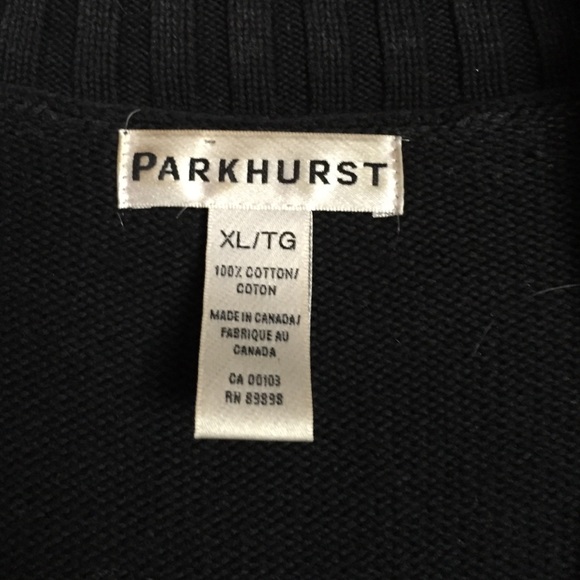 PARKHURST
XL/TG
100% COTTON/
COTON
MADE IN CANADA/
FABRIQUE AU
CANADA
CA 00103
RN 89898